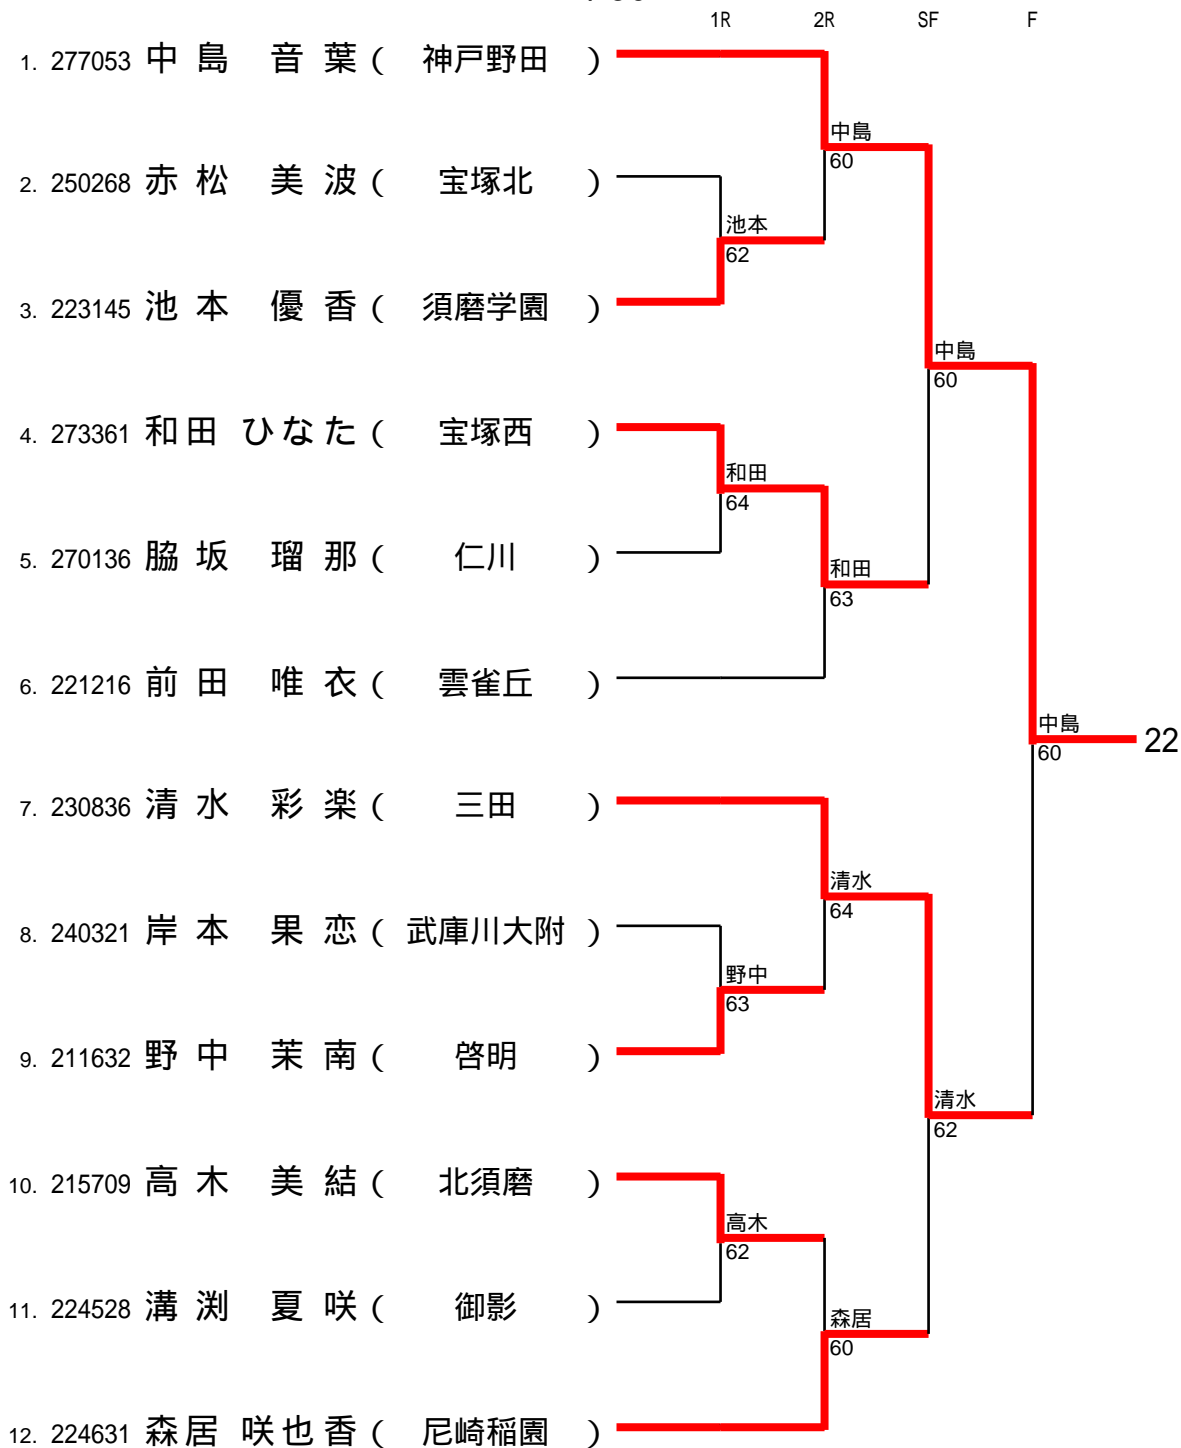 1R 2R SF F
1. 277053 中島 音葉 ( 神戸野田 )
中島
60
2. 250268 赤松 美波 ( 宝塚北 )
池本
62
3. 223145 池本 優香 ( 須磨学園 )
中島
60
4. 273361 和田 ひなた ( 宝塚西 )
和田
64
5. 270136 脇坂 瑠那 ( 仁川 )
和田
63
6. 221216 前田 唯衣 ( 雲雀丘 )
中島
60 22
7. 230836 清水 彩楽 ( 三田 )
清水
64
8. 240321 岸本 果恋 ( 武庫川大附 )
野中
63
9. 211632 野中 茉南 ( 啓明 )
清水
62
10. 215709 高木 美結 ( 北須磨 )
高木
62
11. 224528 溝渕 夏咲 ( 御影 )
森居
60
12. 224631 森居 咲也香 ( 尼崎稲園 )